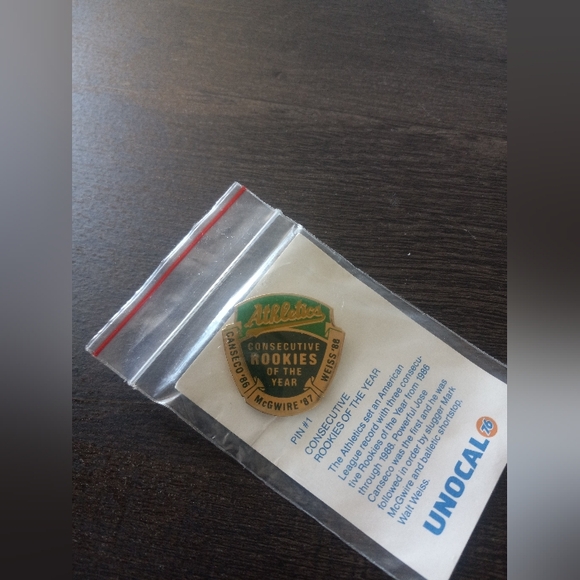 Athletics
CONSECUTIVE
ROOKIES
OF THE
YEAR
CANSECO '86
McGWIRE '87
WEISS '88
PIN #1
CONSECUTIVE
ROOKIES OF THE YEAR
The Athletics set an American
League record with three consecu-
tive Rookies of the Year from 1986
through 1988. Powerful Jose
Canseco was the first and he was
followed in order by slugger Mark
McGwire and balletic shortstop,
Walt Weiss.
UNOCAL 76